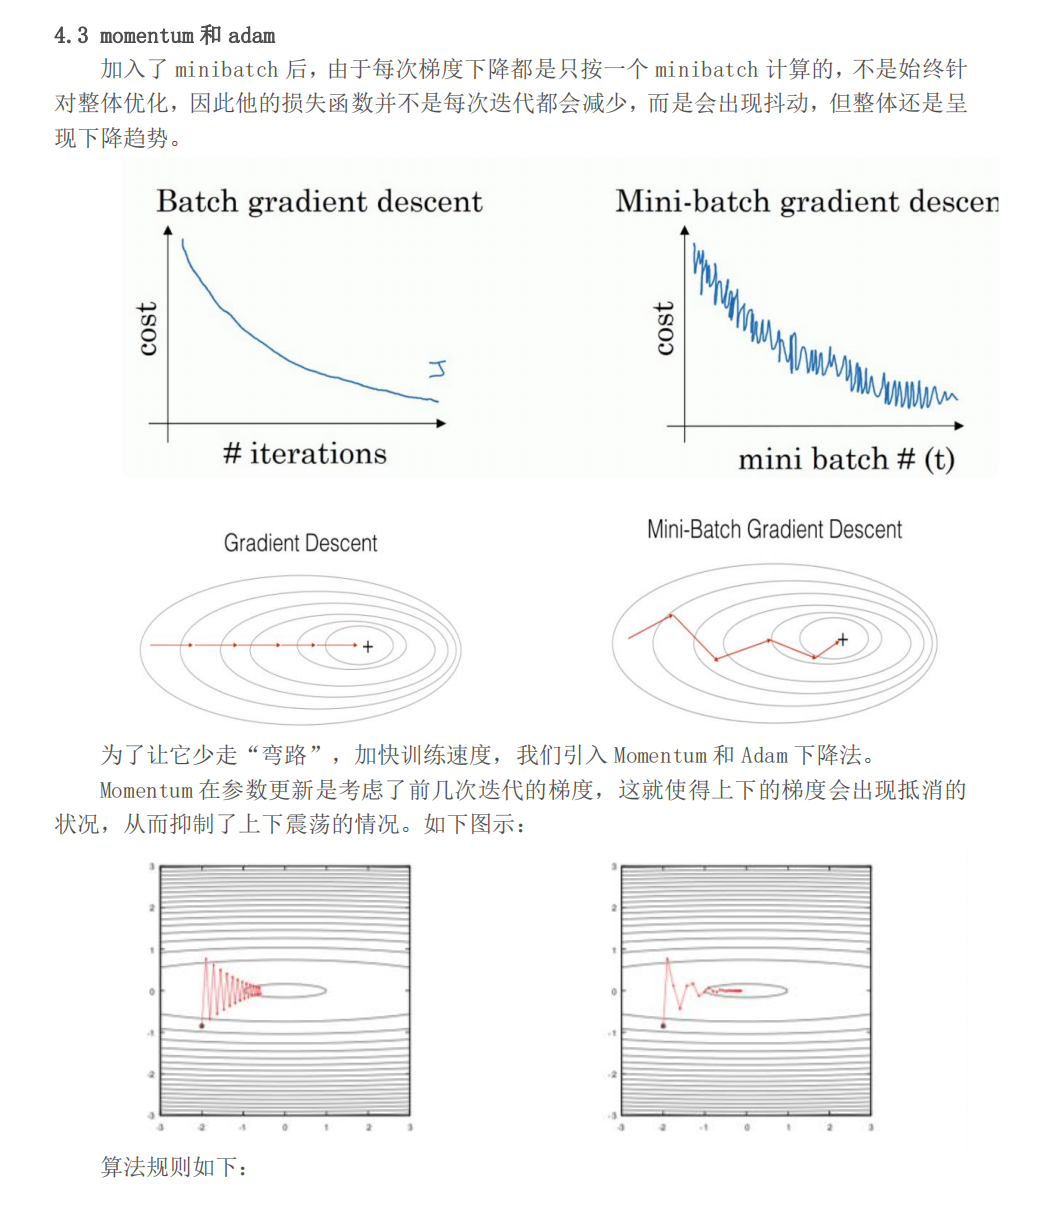 4.3 momentum 和 adam
加入了 minibatch 后，由于每次梯度下降都是只按一个 minibatch 计算的，不是始终针
对整体优化，因此他的损失函数并不是每次迭代都会减少，而是会出现抖动，但整体还是呈
现下降趋势。
Batch gradient descent
cost
J
# iterations
Mini-batch gradient descen
cost
mini batch # (t)
Gradient Descent
Mini-Batch Gradient Descent
为了让它少走“弯路”，加快训练速度，我们引入 Momentum 和 Adam 下降法。
Momentum 在参数更新是考虑了前几次迭代的梯度，这就使得上下的梯度会出现抵消的
状况，从而抑制了上下震荡的情况。如下图示：
3
2
1
0
-1
-2
-3
-3 -2 -1 0 1 2 3
3
2
1
0
-1
-2
-3
-3 -2 -1 0 1 2 3
算法规则如下：